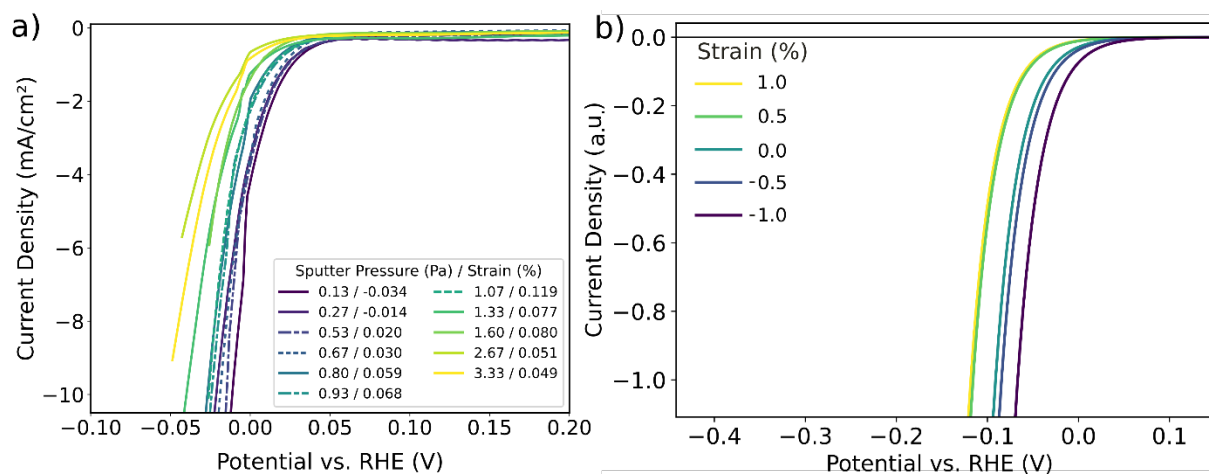 a)
0
−2
−4
−6
−8
−10
Current Density (mA/cm²)
−0.10 −0.05 0.00 0.05 0.10 0.15 0.20
Potential vs. RHE (V)
Sputter Pressure (Pa) / Strain (%)
0.13 / -0.034 1.07 / 0.119
0.27 / -0.014 1.33 / 0.077
0.53 / 0.020 1.60 / 0.080
0.67 / 0.030 2.67 / 0.051
0.80 / 0.059 3.33 / 0.049
0.93 / 0.068
b)
0.0
−0.2
−0.4
−0.6
−0.8
−1.0
Current Density (a.u.)
Strain (%)
1.0
0.5
0.0
-0.5
-1.0
−0.4 −0.3 −0.2 −0.1 0.0 0.1
Potential vs. RHE (V)